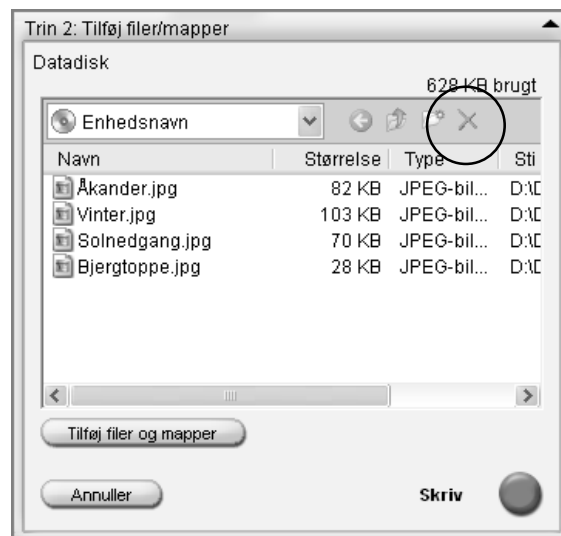 Trin 2: Tilføj filer/mapper
Datadisk
628 KB brugt
Enhedsnavn
Navn Størrelse Type Sti
Åkander.jpg 82 KB JPEG-bil... D:\D
Vinter.jpg 103 KB JPEG-bil... D:\D
Solnedgang.jpg 70 KB JPEG-bil... D:\D
Bjergtoppe.jpg 28 KB JPEG-bil... D:\D
Tilføj filer og mapper
Annuller Skriv